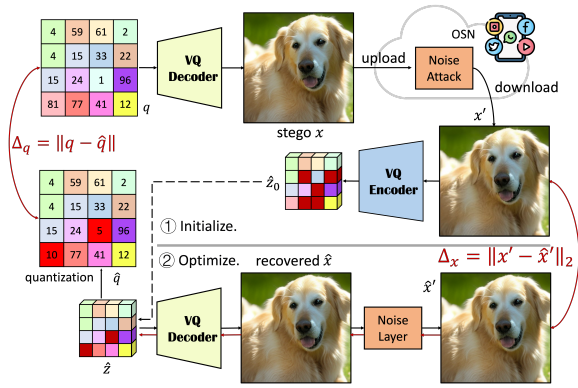 4 59 61 2
4 15 33 22
15 24 1 96
81 77 41 12
q
VQ
Decoder
stego x
upload
OSN
Noise
Attack
download
x′
Δq = ‖q − q̂‖
ẑ0
VQ
Encoder
① Initialize.
4 59 61 2
4 15 33 22
15 24 5 96
10 77 41 12
quantization q̂
② Optimize. recovered x̂
Δx = ‖x′ − x̂′‖2
x̂′
ẑ
VQ
Decoder
Noise
Layer